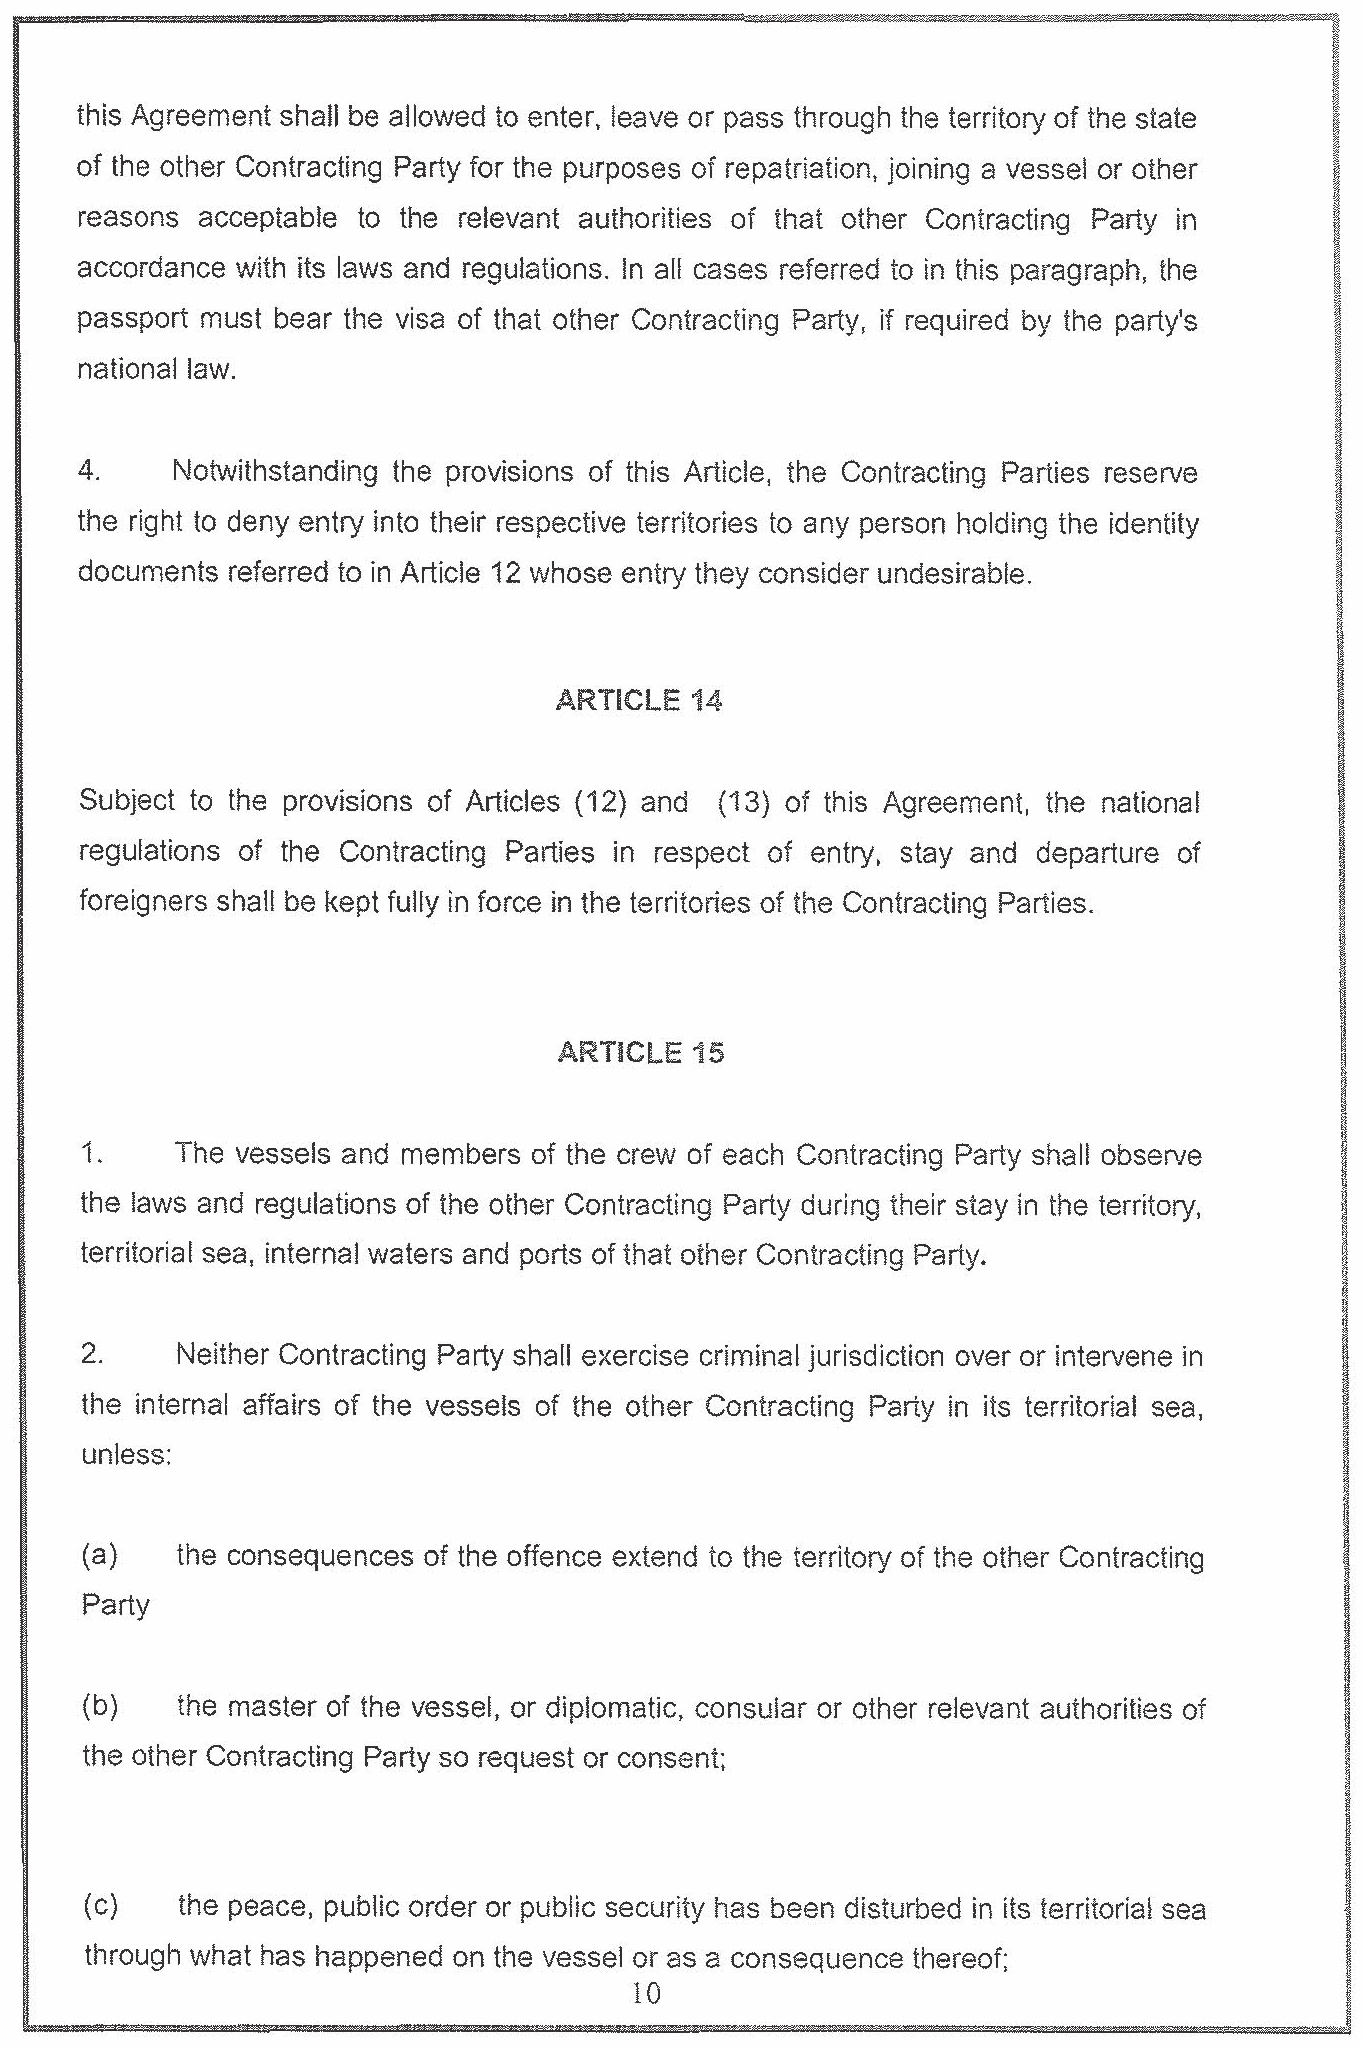 this Agreement shall be allowed to enter, leave or pass through the territory of the state
of the other Contracting Party for the purposes of repatriation, joining a vessel or other
reasons acceptable to the relevant authorities of that other Contracting Party in
accordance with its laws and regulations. In all cases referred to in this paragraph, the
passport must bear the visa of that other Contracting Party, if required by the party's
national law.
4. Notwithstanding the provisions of this Article, the Contracting Parties reserve
the right to deny entry into their respective territories to any person holding the identity
documents referred to in Article 12 whose entry they consider undesirable.
ARTICLE 14
Subject to the provisions of Articles (12) and (13) of this Agreement, the national
regulations of the Contracting Parties in respect of entry, stay and departure of
foreigners shall be kept fully in force in the territories of the Contracting Parties.
ARTICLE 15
1. The vessels and members of the crew of each Contracting Party shall observe
the laws and regulations of the other Contracting Party during their stay in the territory,
territorial sea, internal waters and ports of that other Contracting Party.
2. Neither Contracting Party shall exercise criminal jurisdiction over or intervene in
the internal affairs of the vessels of the other Contracting Party in its territorial sea,
unless:
(a) the consequences of the offence extend to the territory of the other Contracting
Party
(b) the master of the vessel, or diplomatic, consular or other relevant authorities of
the other Contracting Party so request or consent;
(c) the peace, public order or public security has been disturbed in its territorial sea
through what has happened on the vessel or as a consequence thereof;
10